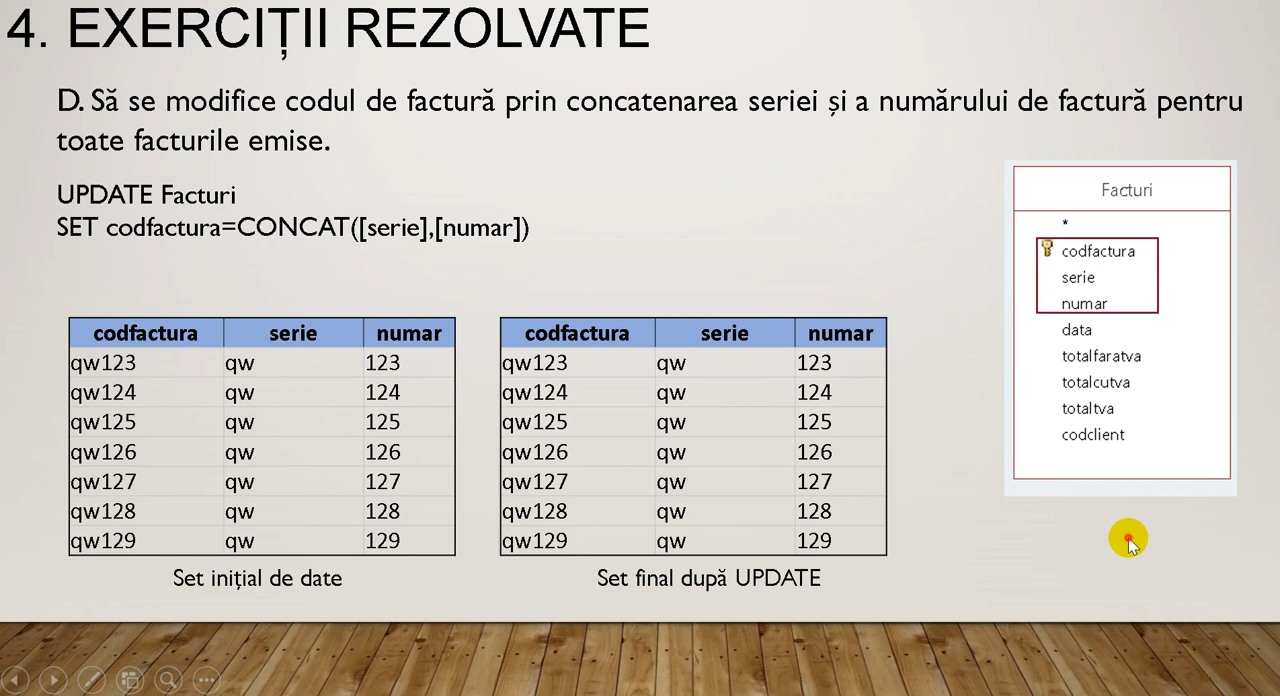 4. EXERCIȚII REZOLVATE
D. Să se modifice codul de factură prin concatenarea seriei și a numărului de factură pentru
toate facturile emise.
UPDATE Facturi
SET codfactura=CONCAT([serie],[numar])
Facturi
*
codfactura
serie
numar
data
totalfaratva
totalcutva
totaltva
codclient
codfactura serie numar
qw123 qw 123
qw124 qw 124
qw125 qw 125
qw126 qw 126
qw127 qw 127
qw128 qw 128
qw129 qw 129
Set inițial de date
codfactura serie numar
qw123 qw 123
qw124 qw 124
qw125 qw 125
qw126 qw 126
qw127 qw 127
qw128 qw 128
qw129 qw 129
Set final după UPDATE